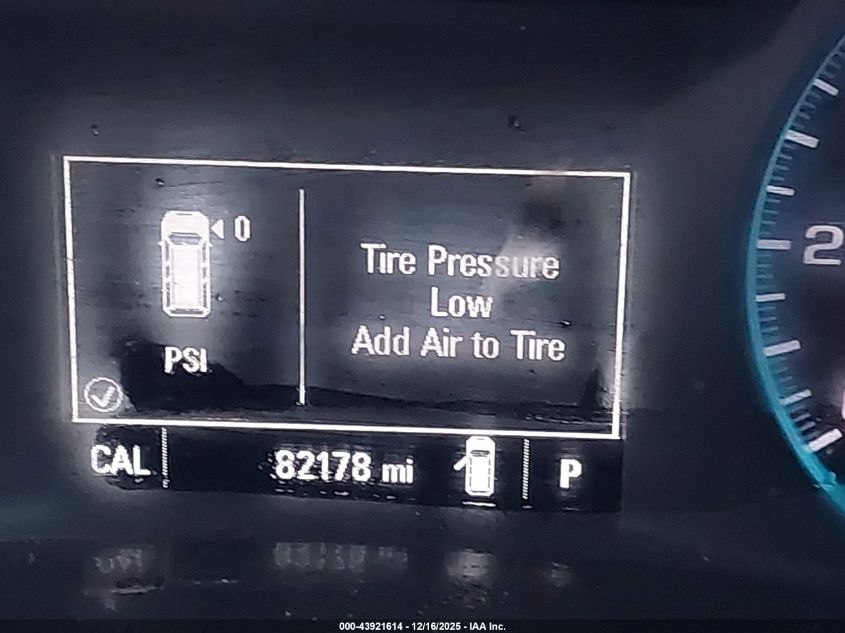 0
PSI
Tire Pressure
Low
Add Air to Tire
CAL
82178 mi
P
2
000-43921614 - 12/16/2025 - IAA Inc.